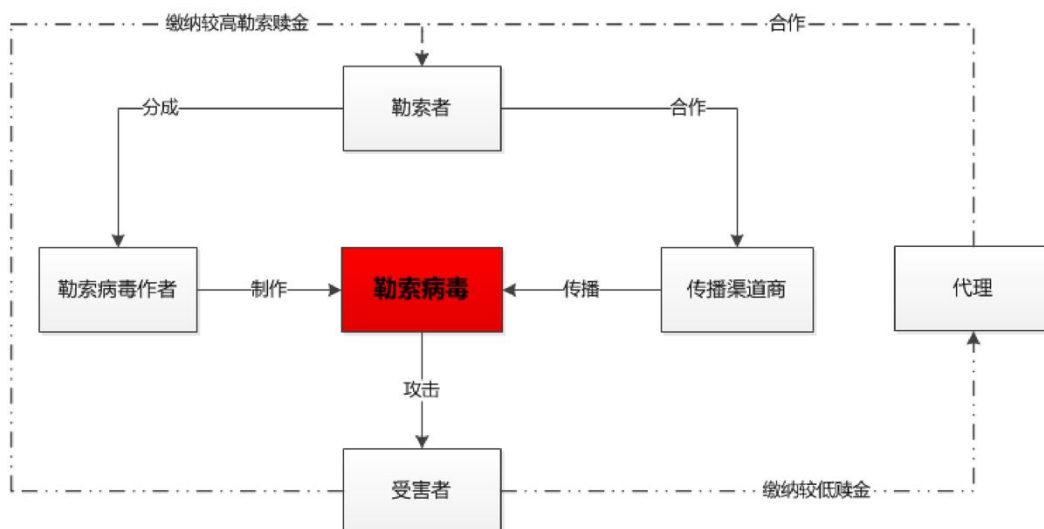 缴纳较高勒索赎金
合作
勒索者
分成
合作
勒索病毒作者
制作
勒索病毒
传播
传播渠道商
代理
攻击
受害者
缴纳较低赎金